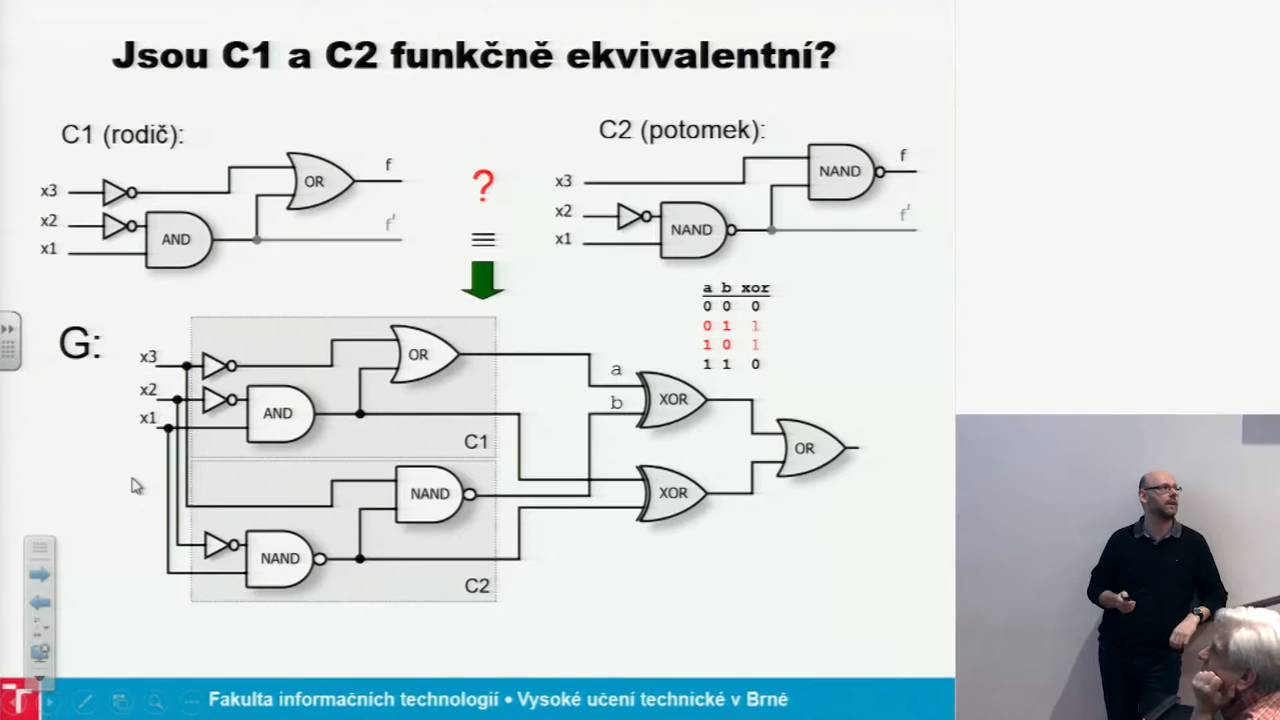 Jsou C1 a C2 funkčně ekvivalentní?
C1 (rodič):
x3
x2
x1
AND
OR
f
f'
?
≡
C2 (potomek):
x3
x2
x1
NAND
NAND
f
f'
a b xor
0 0 0
0 1 1
1 0 1
1 1 0
G:
x3
x2
x1
OR
AND
C1
NAND
NAND
C2
a
b
XOR
XOR
OR
Fakulta informačních technologií • Vysoké učení technické v Brně